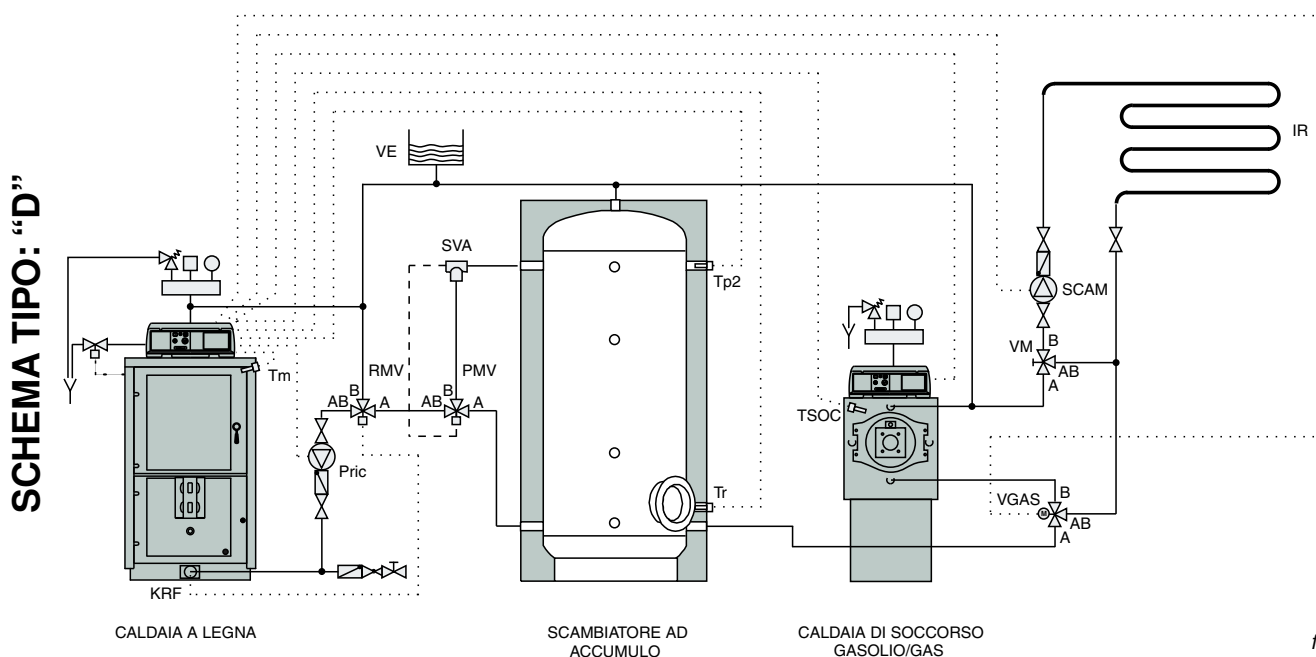 SCHEMA TIPO: “D”
VE
IR
SVA
Tp2
SCAM
VM
B
AB
A
Tm
RMV
PMV
B
AB
A
B
AB
A
TSOC
Pric
Tr
VGAS
B
M
AB
A
KRF
CALDAIA A LEGNA
SCAMBIATORE AD
ACCUMULO
CALDAIA DI SOCCORSO
GASOLIO/GAS
f